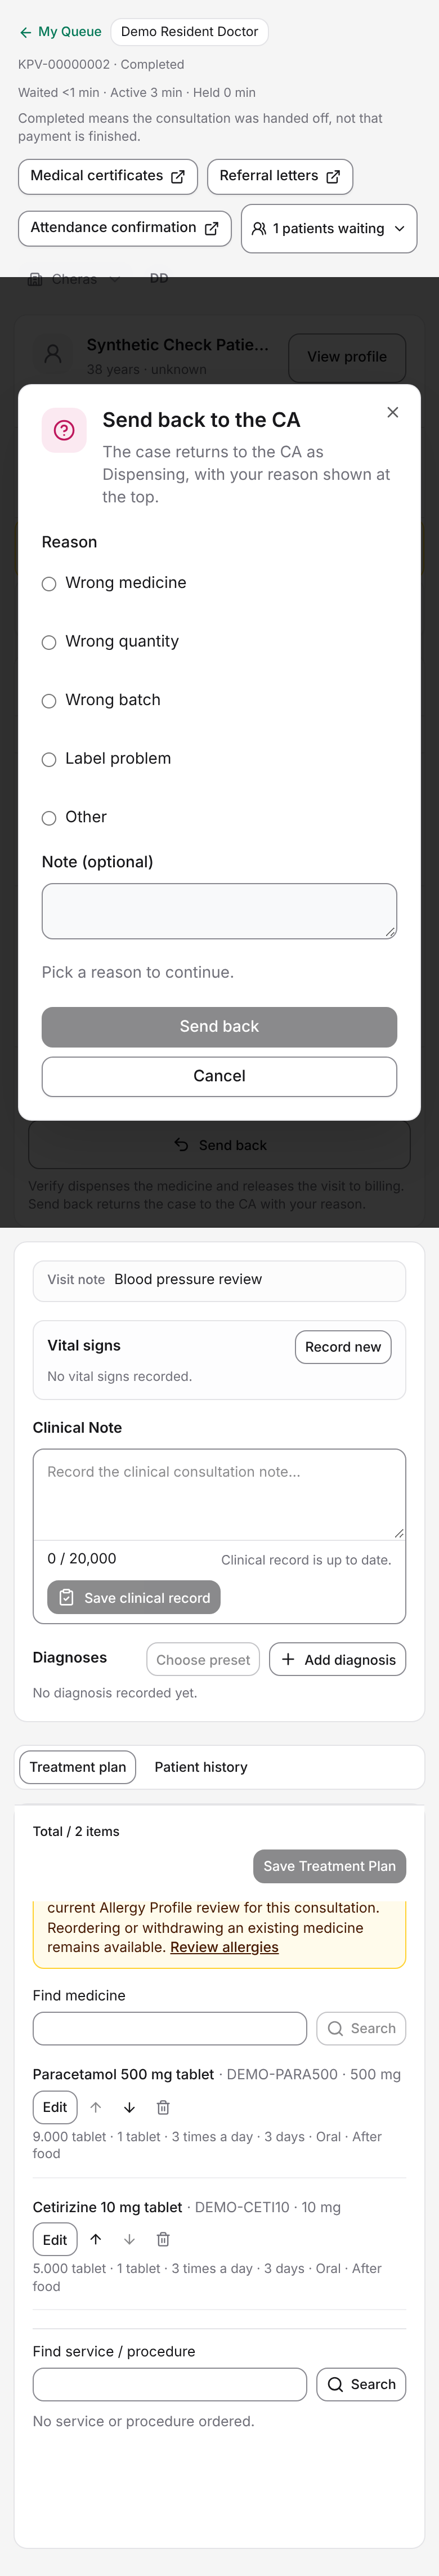 ← My Queue Demo Resident Doctor
KPV-00000002 · Completed
Waited <1 min · Active 3 min · Held 0 min
Completed means the consultation was handed off, not that
payment is finished.
Medical certificates Referral letters
Attendance confirmation 1 patients waiting
Cheras DD
Synthetic Check Patie...
38 years · unknown
View profile
Send back to the CA
The case returns to the CA as
Dispensing, with your reason shown at
the top.
Reason
Wrong medicine
Wrong quantity
Wrong batch
Label problem
Other
Note (optional)
Pick a reason to continue.
Send back
Cancel
Send back
Verify dispenses the medicine and releases the visit to billing.
Send back returns the case to the CA with your reason.
Visit note Blood pressure review
Vital signs Record new
No vital signs recorded.
Clinical Note
Record the clinical consultation note...
0 / 20,000 Clinical record is up to date.
Save clinical record
Diagnoses Choose preset + Add diagnosis
No diagnosis recorded yet.
Treatment plan Patient history
Total / 2 items
Save Treatment Plan
current Allergy Profile review for this consultation.
Reordering or withdrawing an existing medicine
remains available. Review allergies
Find medicine
Search
Paracetamol 500 mg tablet · DEMO-PARA500 · 500 mg
Edit ↑ ↓
9.000 tablet · 1 tablet · 3 times a day · 3 days · Oral · After
food
Cetirizine 10 mg tablet · DEMO-CETI10 · 10 mg
Edit ↑ ↓
5.000 tablet · 1 tablet · 3 times a day · 3 days · Oral · After
food
Find service / procedure
Search
No service or procedure ordered.